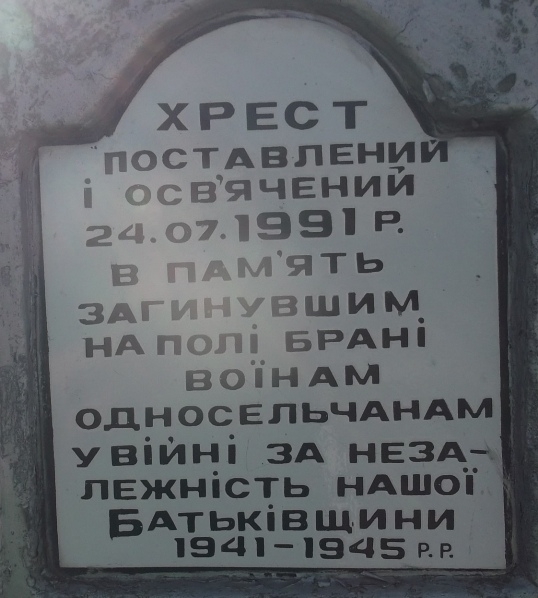 ХРЕСТ
ПОСТАВЛЕНИЙ
І ОСВ'ЯЧЕНИЙ
24.07.1991 Р.
В ПАМ'ЯТЬ
ЗАГИНУВШИМ
НА ПОЛІ БРАНІ
ВОЇНАМ
ОДНОСЕЛЬЧАНАМ
У ВІЙНІ ЗА НЕЗА-
ЛЕЖНІСТЬ НАШОЇ
БАТЬКІВЩИНИ
1941-1945 Р.Р.